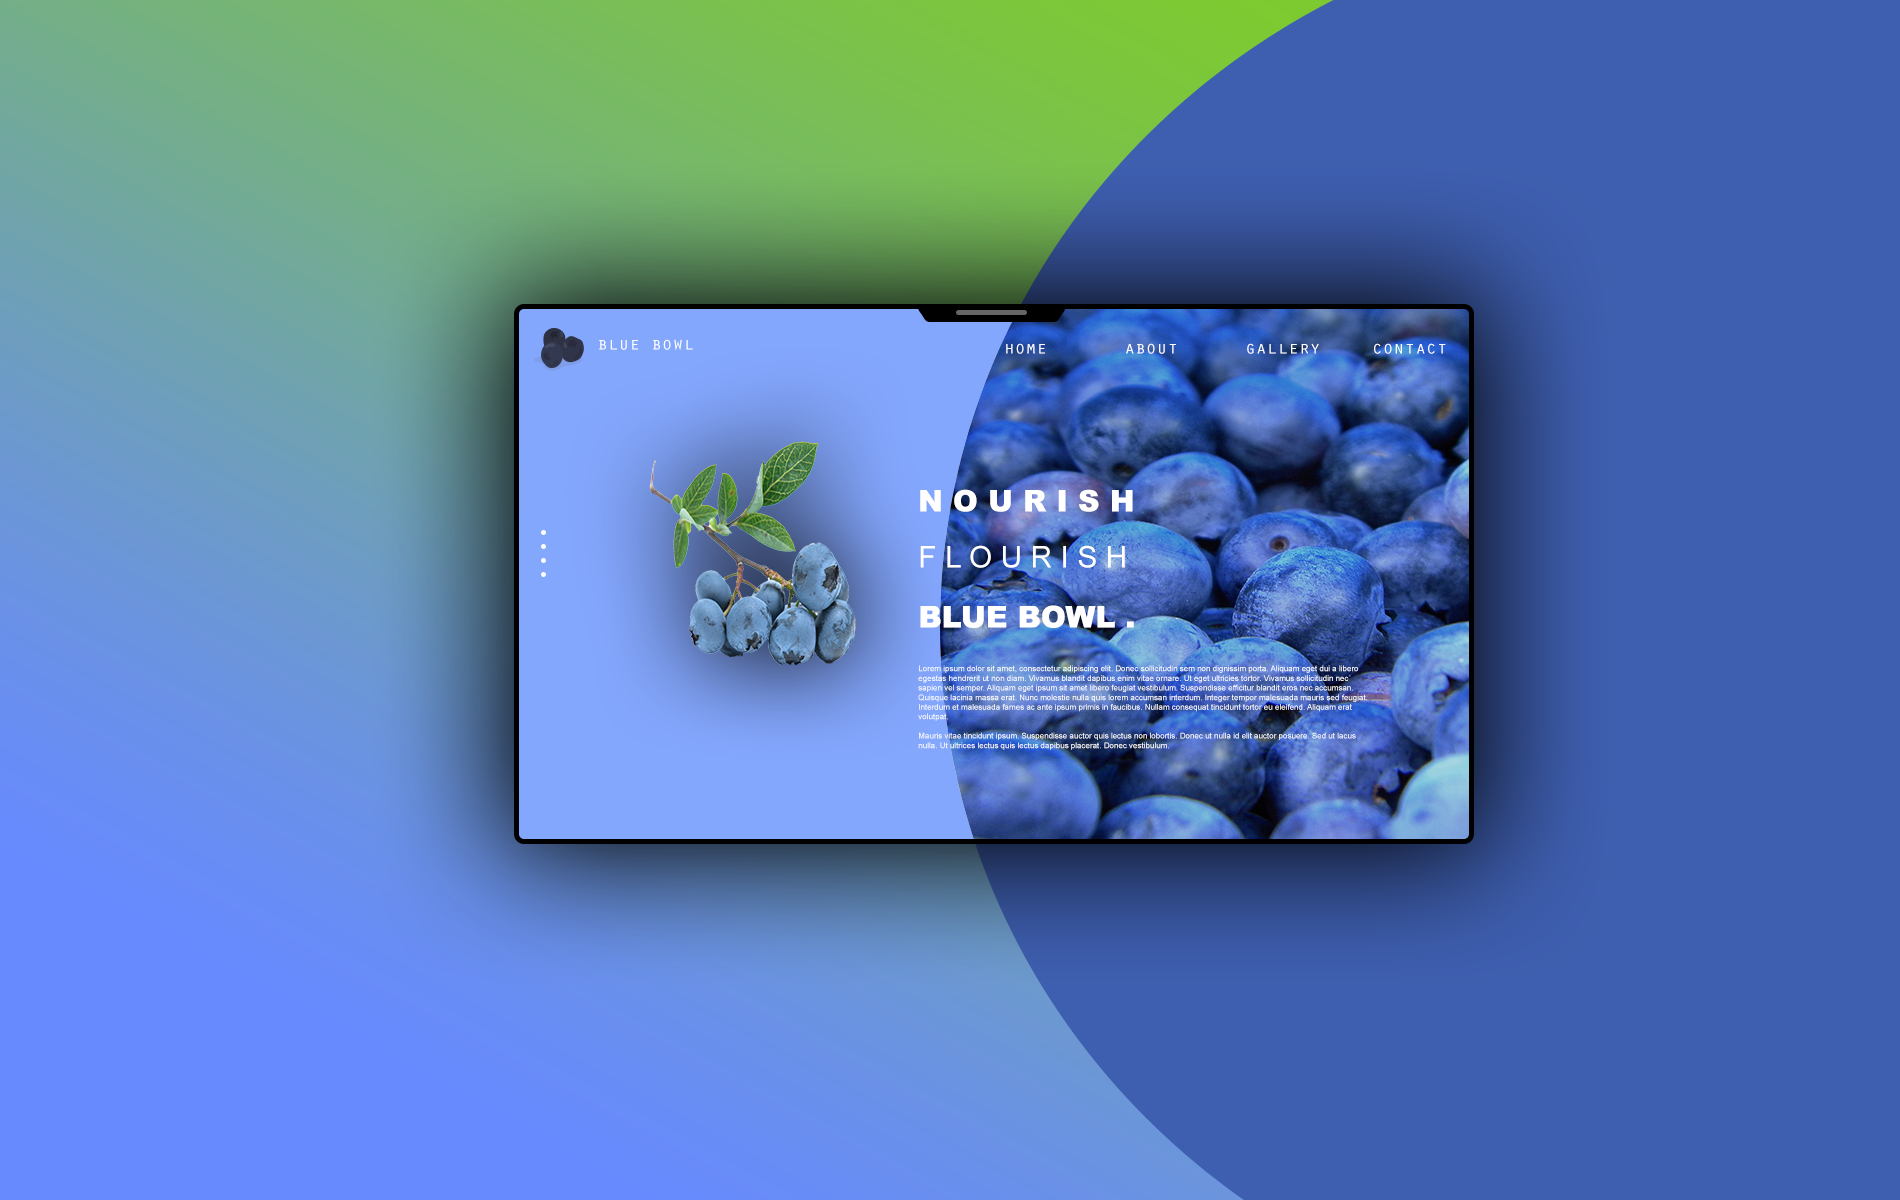 BLUE BOWL
HOME ABOUT GALLERY CONTACT
NOURISH
FLOURISH
BLUE BOWL .
Lorem ipsum dolor sit amet, consectetur adipiscing elit. Donec sollicitudin sem non dignissim porta. Aliquam eget dui a libero
egestus hendrerit ut non diam. Vivamus blandit dapibus enim vitae ornare. Ut eget ultricies tortor. Vivamus sollicitudin nec
sapien vel semper. Aliquam eget ipsum sit amet libero feugiat vestibulum. Suspendisse efficitur blandit eros nec accumsan.
Quisque lacinia massa erat. Nunc molestie nulla quis lorem accumsan interdum. Integer tempor malesuada mauris sed feugiat.
Interdum et malesuada fames ac ante ipsum primis in faucibus. Nullam consequat tincidunt tortor eu eleifend. Aliquam erat
volutpat.
Mauris vitae tincidunt ipsum. Suspendisse auctor quis lectus non lobortis. Donec ut nulla id elit auctor posuere. Sed ut lacus
nulla. Ut ultrices lectus quis lectus dapibus placerat. Donec vestibulum.